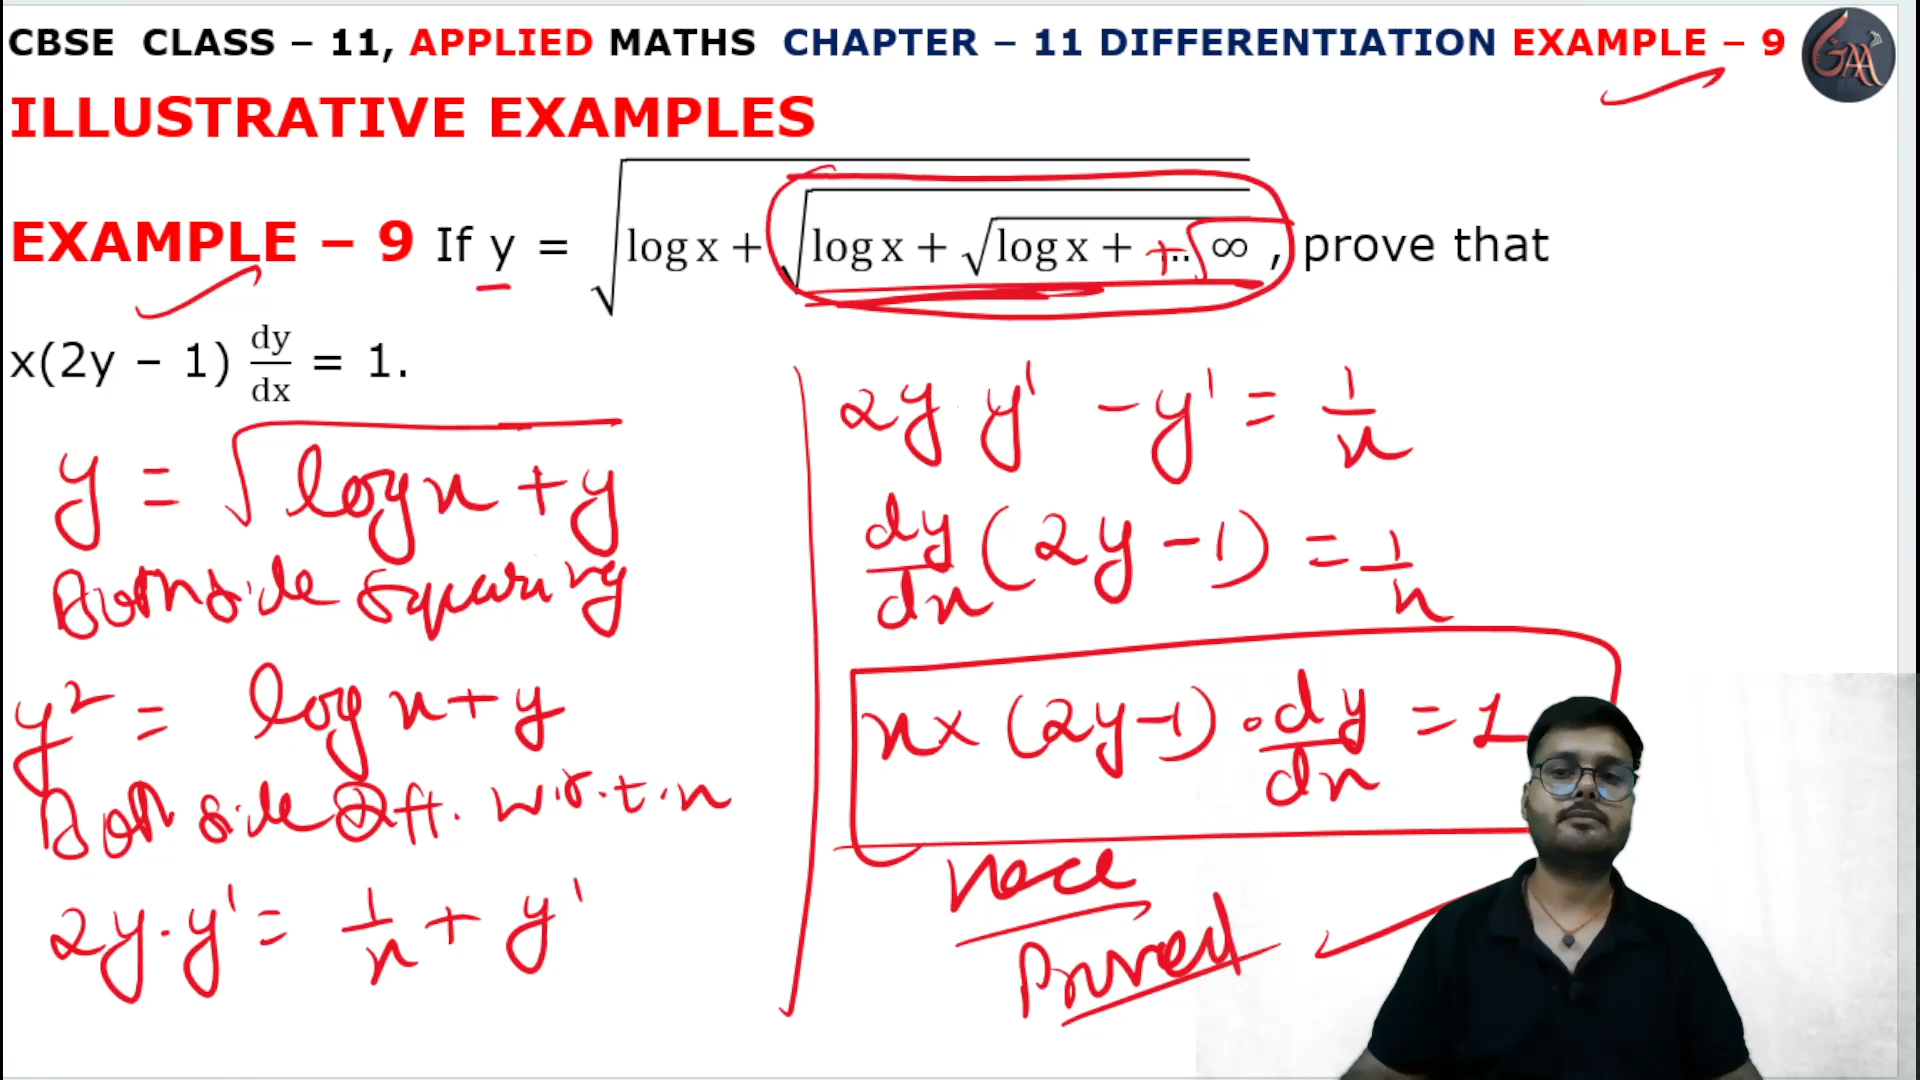 CBSE CLASS – 11, APPLIED MATHS CHAPTER – 11 DIFFERENTIATION EXAMPLE – 9
GAA
ILLUSTRATIVE EXAMPLES
EXAMPLE – 9 If y = √(log x + √(log x + √(log x + ... ∞ , prove that
x(2y – 1) dy/dx = 1.
y = √(log x + y)
Both side squaring
y² = log x + y
Both side Diff. w.r.t. x
2y·y' = 1/x + y'
2y y' – y' = 1/x
dy/dx (2y – 1) = 1/x
x × (2y – 1) · dy/dx = 1
Proved